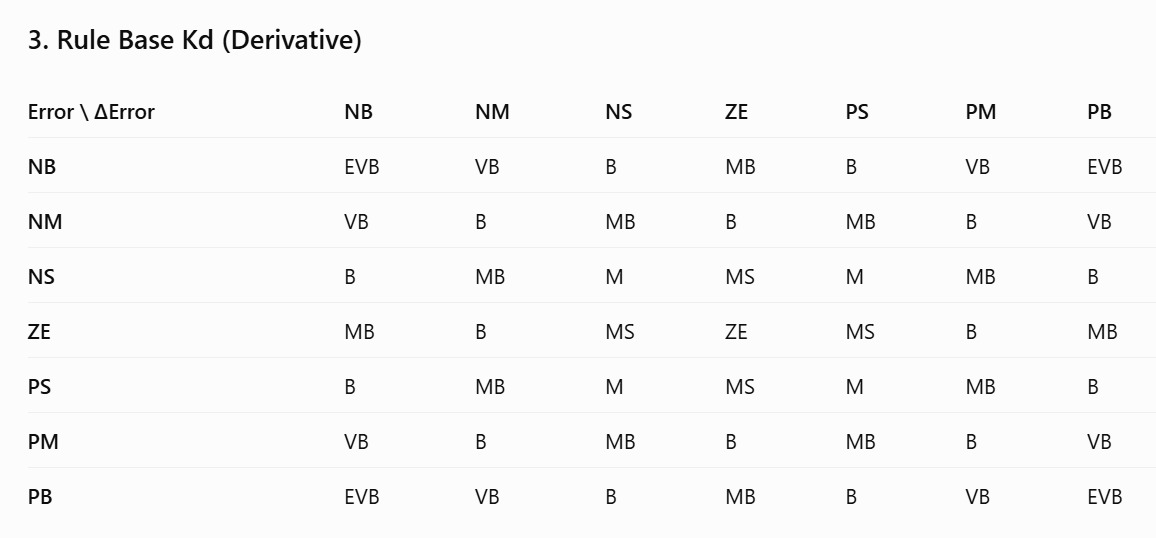 3. Rule Base Kd (Derivative)
Error \ ΔError NB NM NS ZE PS PM PB
NB EVB VB B MB B VB EVB
NM VB B MB B MB B VB
NS B MB M MS M MB B
ZE MB B MS ZE MS B MB
PS B MB M MS M MB B
PM VB B MB B MB B VB
PB EVB VB B MB B VB EVB